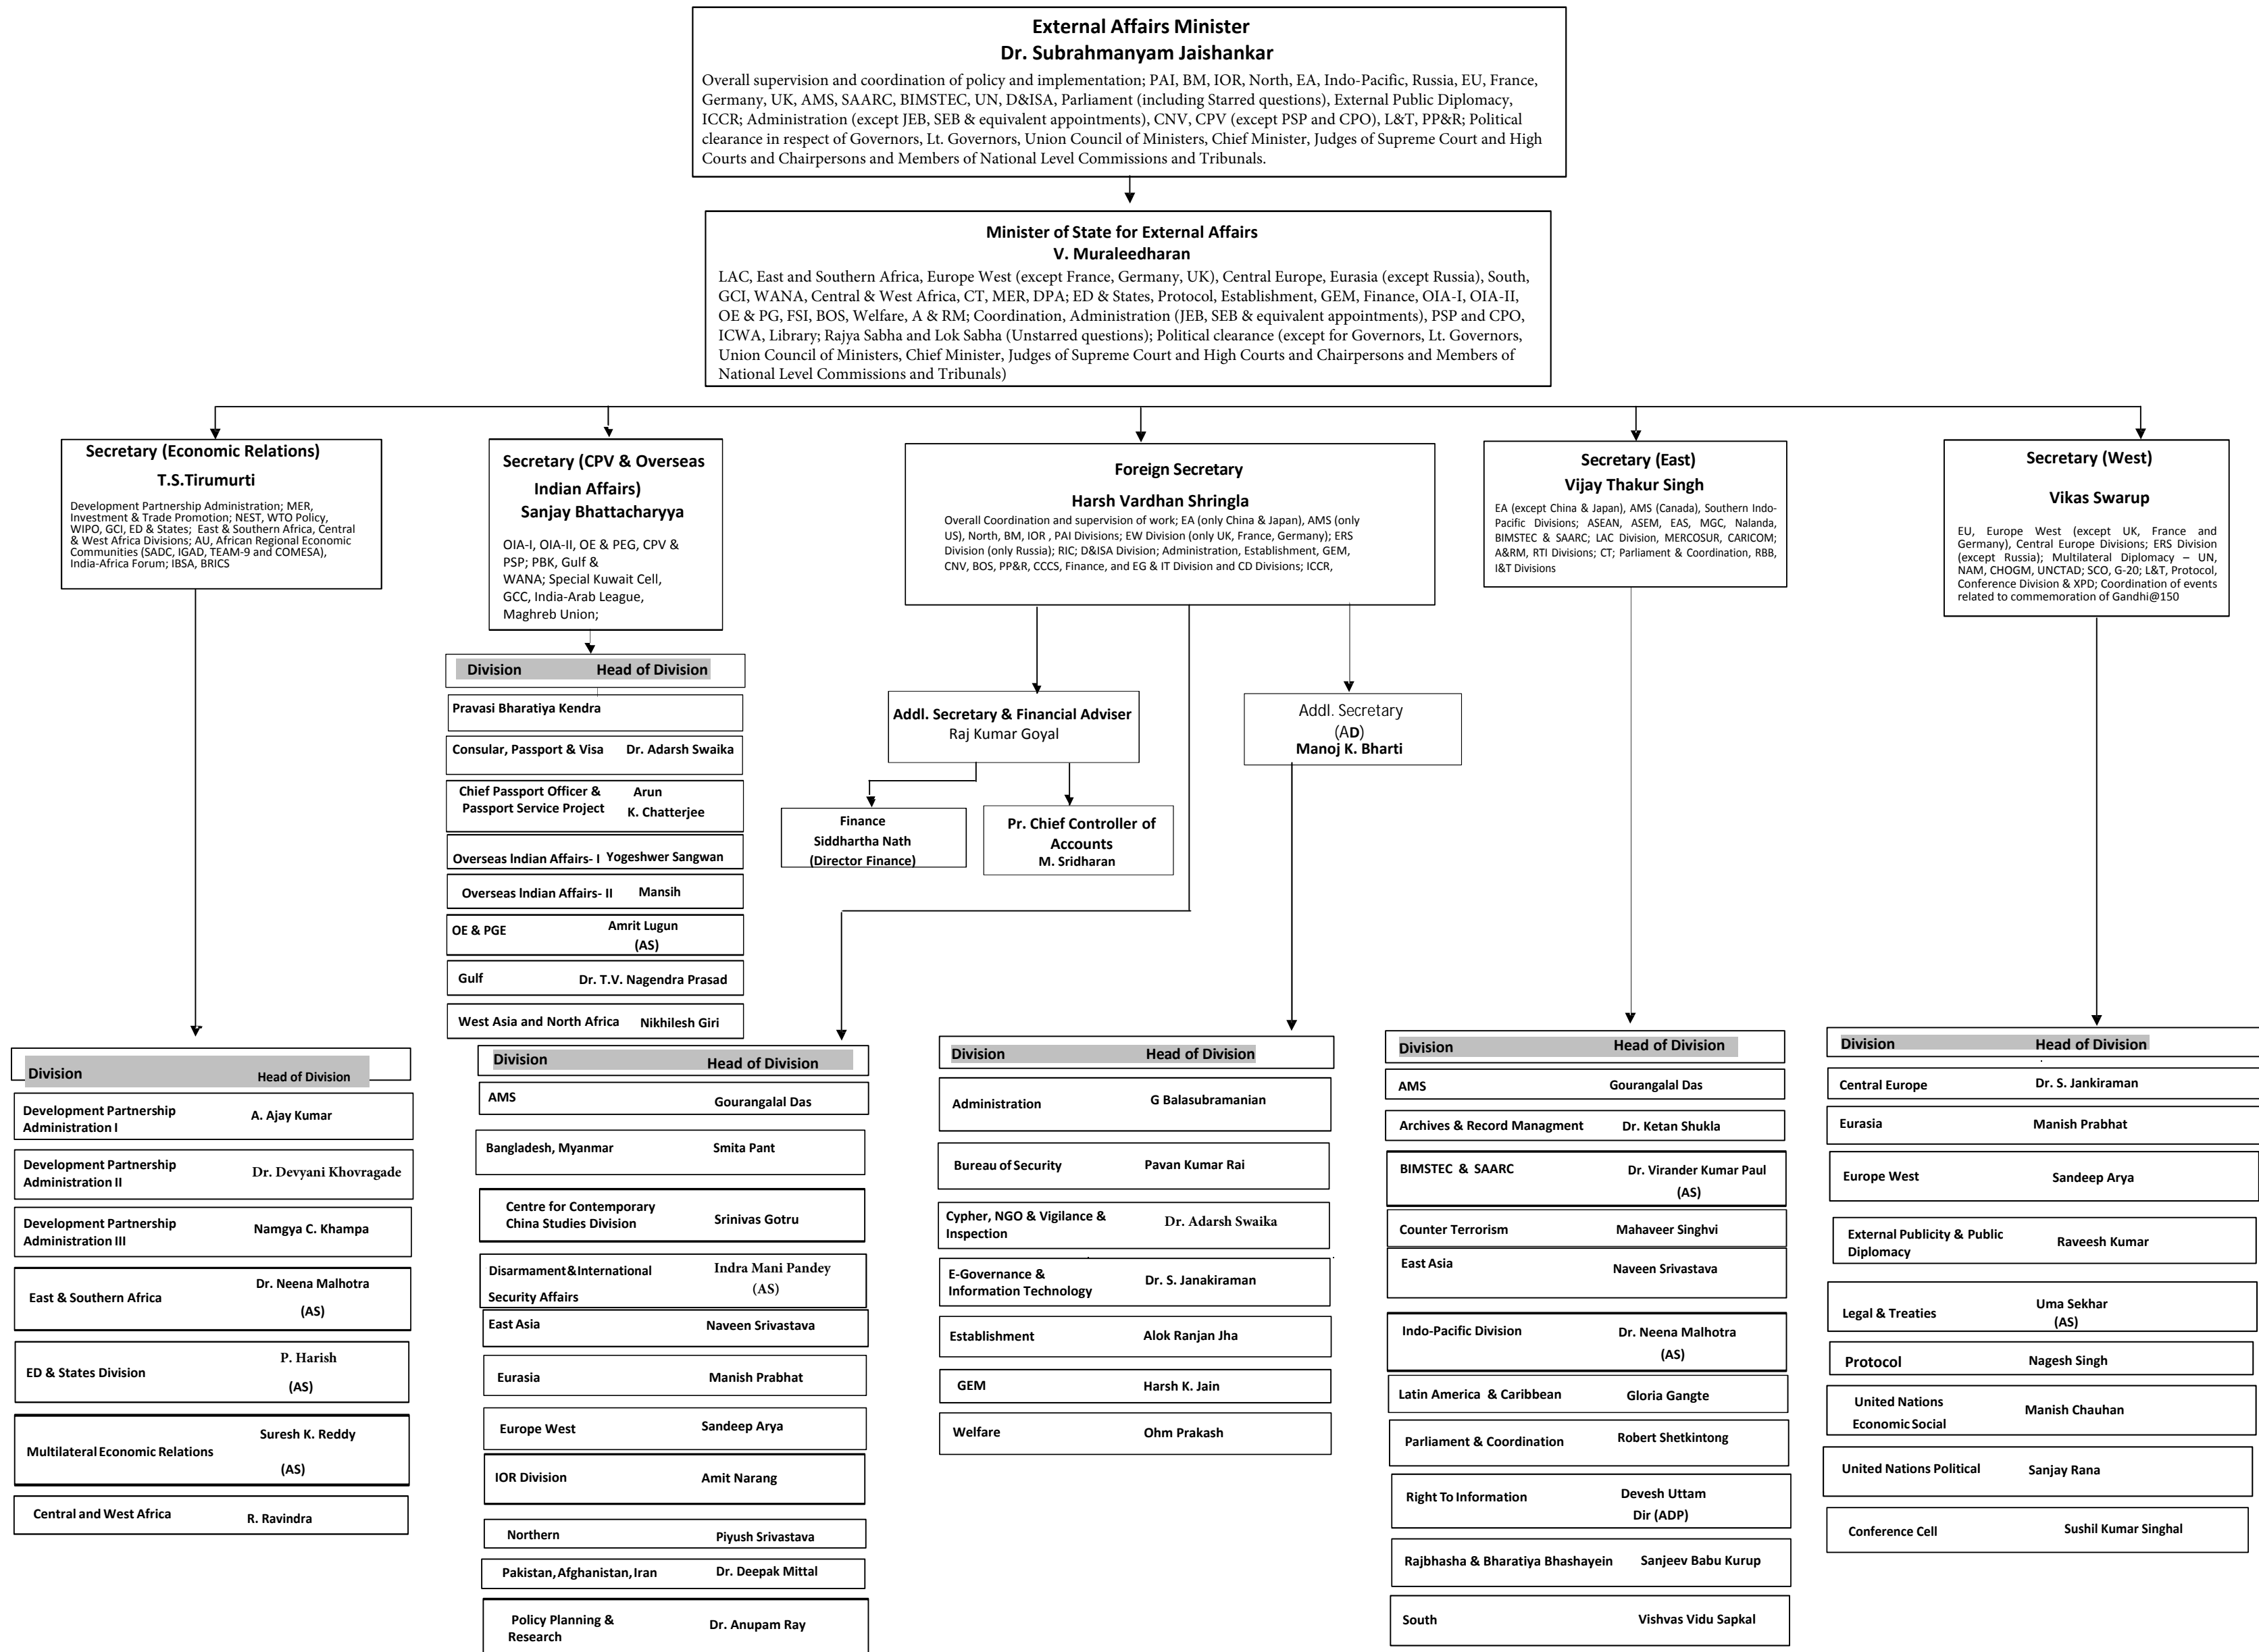 External Affairs Minister
Dr. Subrahmanyam Jaishankar
Overall supervision and coordination of policy and implementation; PAI, BM, IOR, North, EA, Indo-Pacific, Russia, EU, France,
Germany, UK, AMS, SAARC, BIMSTEC, UN, D&ISA, Parliament (including Starred questions), External Public Diplomacy,
ICCR; Administration (except JEB, SEB & equivalent appointments), CNV, CPV (except PSP and CPO), L&T, PP&R; Political
clearance in respect of Governors, Lt. Governors, Union Council of Ministers, Chief Minister, Judges of Supreme Court and High
Courts and Chairpersons and Members of National Level Commissions and Tribunals.
Minister of State for External Affairs
V. Muraleedharan
LAC, East and Southern Africa, Europe West (except France, Germany, UK), Central Europe, Eurasia (except Russia), South,
GCI, WANA, Central & West Africa, CT, MER, DPA; ED & States, Protocol, Establishment, GEM, Finance, OIA-I, OIA-II,
OE & PG, FSI, BOS, Welfare, A & RM; Coordination, Administration (JEB, SEB & equivalent appointments), PSP and CPO,
ICWA, Library; Rajya Sabha and Lok Sabha (Unstarred questions); Political clearance (except for Governors, Lt. Governors,
Union Council of Ministers, Chief Minister, Judges of Supreme Court and High Courts and Chairpersons and Members of
National Level Commissions and Tribunals)
Secretary (Economic Relations)
T.S.Tirumurti
Development Partnership Administration; MER,
Investment & Trade Promotion; NEST, WTO Policy,
WIPO, GCI, ED & States; East & Southern Africa, Central
& West Africa Divisions; AU, African Regional Economic
Communities (SADC, IGAD, TEAM-9 and COMESA),
India-Africa Forum; IBSA, BRICS
Secretary (CPV & Overseas
Indian Affairs)
Sanjay Bhattacharyya
OIA-I, OIA-II, OE & PEG, CPV &
PSP; PBK, Gulf &
WANA; Special Kuwait Cell,
GCC, India-Arab League,
Maghreb Union;
Foreign Secretary
Harsh Vardhan Shringla
Overall Coordination and supervision of work; EA (only China & Japan), AMS (only
US), North, BM, IOR , PAI Divisions; EW Division (only UK, France, Germany); ERS
Division (only Russia); RIC; D&ISA Division; Administration, Establishment, GEM,
CNV, BOS, PP&R, CCCS, Finance, and EG & IT Division and CD Divisions; ICCR,
Secretary (East)
Vijay Thakur Singh
EA (except China & Japan), AMS (Canada), Southern Indo-
Pacific Divisions; ASEAN, ASEM, EAS, MGC, Nalanda,
BIMSTEC & SAARC; LAC Division, MERCOSUR, CARICOM;
A&RM, RTI Divisions; CT; Parliament & Coordination, RBB,
I&T Divisions
Secretary (West)
Vikas Swarup
EU, Europe West (except UK, France and
Germany), Central Europe Divisions; ERS Division
(except Russia); Multilateral Diplomacy – UN,
NAM, CHOGM, UNCTAD; SCO, G-20; L&T, Protocol,
Conference Division & XPD; Coordination of events
related to commemoration of Gandhi@150
Division Head of Division
Pravasi Bharatiya Kendra
Consular, Passport & Visa Dr. Adarsh Swaika
Chief Passport Officer & Arun
Passport Service Project K. Chatterjee
Overseas Indian Affairs- I Yogeshwer Sangwan
Overseas Indian Affairs- II Mansih
OE & PGE Amrit Lugun
(AS)
Gulf Dr. T.V. Nagendra Prasad
West Asia and North Africa Nikhilesh Giri
Addl. Secretary & Financial Adviser
Raj Kumar Goyal
Addl. Secretary
(AD)
Manoj K. Bharti
Finance
Siddhartha Nath
(Director Finance)
Pr. Chief Controller of
Accounts
M. Sridharan
Division Head of Division
Development Partnership
Administration I A. Ajay Kumar
Development Partnership
Administration II Dr. Devyani Khovragade
Development Partnership
Administration III Namgya C. Khampa
East & Southern Africa Dr. Neena Malhotra
(AS)
ED & States Division P. Harish
(AS)
Multilateral Economic Relations Suresh K. Reddy
(AS)
Central and West Africa R. Ravindra
Division Head of Division
AMS Gourangalal Das
Bangladesh, Myanmar Smita Pant
Centre for Contemporary
China Studies Division Srinivas Gotru
Disarmament&International Indra Mani Pandey
Security Affairs (AS)
East Asia Naveen Srivastava
Eurasia Manish Prabhat
Europe West Sandeep Arya
IOR Division Amit Narang
Northern Piyush Srivastava
Pakistan,Afghanistan,Iran Dr. Deepak Mittal
Policy Planning &
Research Dr. Anupam Ray
Division Head of Division
Administration G Balasubramanian
Bureau of Security Pavan Kumar Rai
Cypher, NGO & Vigilance &
Inspection Dr. Adarsh Swaika
E-Governance &
Information Technology Dr. S. Janakiraman
Establishment Alok Ranjan Jha
GEM Harsh K. Jain
Welfare Ohm Prakash
Division Head of Division
AMS Gourangalal Das
Archives & Record Managment Dr. Ketan Shukla
BIMSTEC & SAARC Dr. Virander Kumar Paul
(AS)
Counter Terrorism Mahaveer Singhvi
East Asia Naveen Srivastava
Indo-Pacific Division Dr. Neena Malhotra
(AS)
Latin America & Caribbean Gloria Gangte
Parliament & Coordination Robert Shetkintong
Right To Information Devesh Uttam
Dir (ADP)
Rajbhasha & Bharatiya Bhashayein Sanjeev Babu Kurup
South Vishvas Vidu Sapkal
Division Head of Division
Central Europe Dr. S. Jankiraman
Eurasia Manish Prabhat
Europe West Sandeep Arya
External Publicity & Public
Diplomacy Raveesh Kumar
Legal & Treaties Uma Sekhar
(AS)
Protocol Nagesh Singh
United Nations
Economic Social Manish Chauhan
United Nations Political Sanjay Rana
Conference Cell Sushil Kumar Singhal